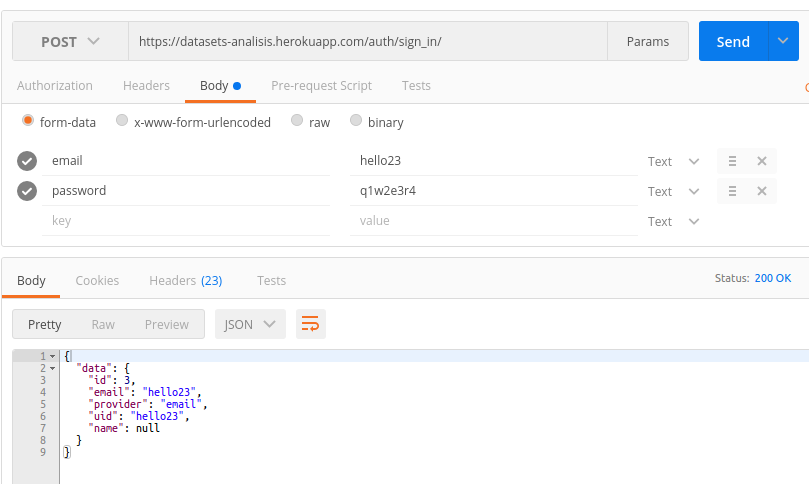 POST https://datasets-analisis.herokuapp.com/auth/sign_in/ Params Send
Authorization Headers Body Pre-request Script Tests
form-data x-www-form-urlencoded raw binary
email hello23 Text
password q1w2e3r4 Text
key value Text
Body Cookies Headers (23) Tests Status: 200 OK
Pretty Raw Preview JSON
1 {
2 "data": {
3 "id": 3,
4 "email": "hello23",
5 "provider": "email",
6 "uid": "hello23",
7 "name": null
8 }
9 }